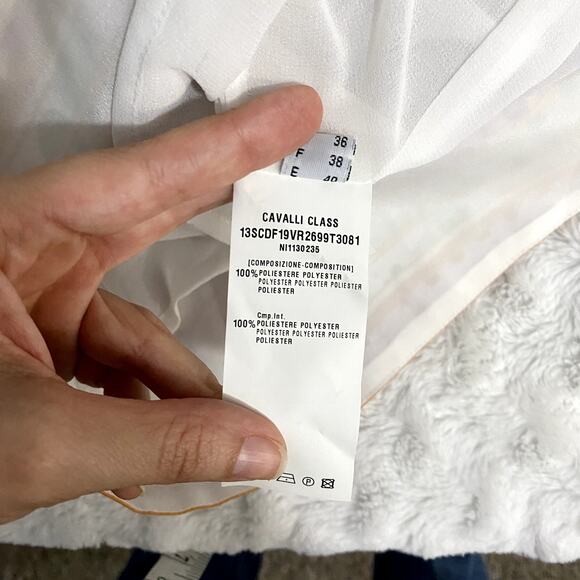 36
F 38
E 40
CAVALLI CLASS
13SCDF19VR2699T3081
NI1130235
[COMPOSIZIONE-COMPOSITION]
100% POLIESTERE POLYESTER
POLYESTER POLYESTER POLIESTER
POLIESTER
Cmp.Int.
100% POLIESTERE POLYESTER
POLYESTER POLYESTER POLIESTER
POLIESTER
P